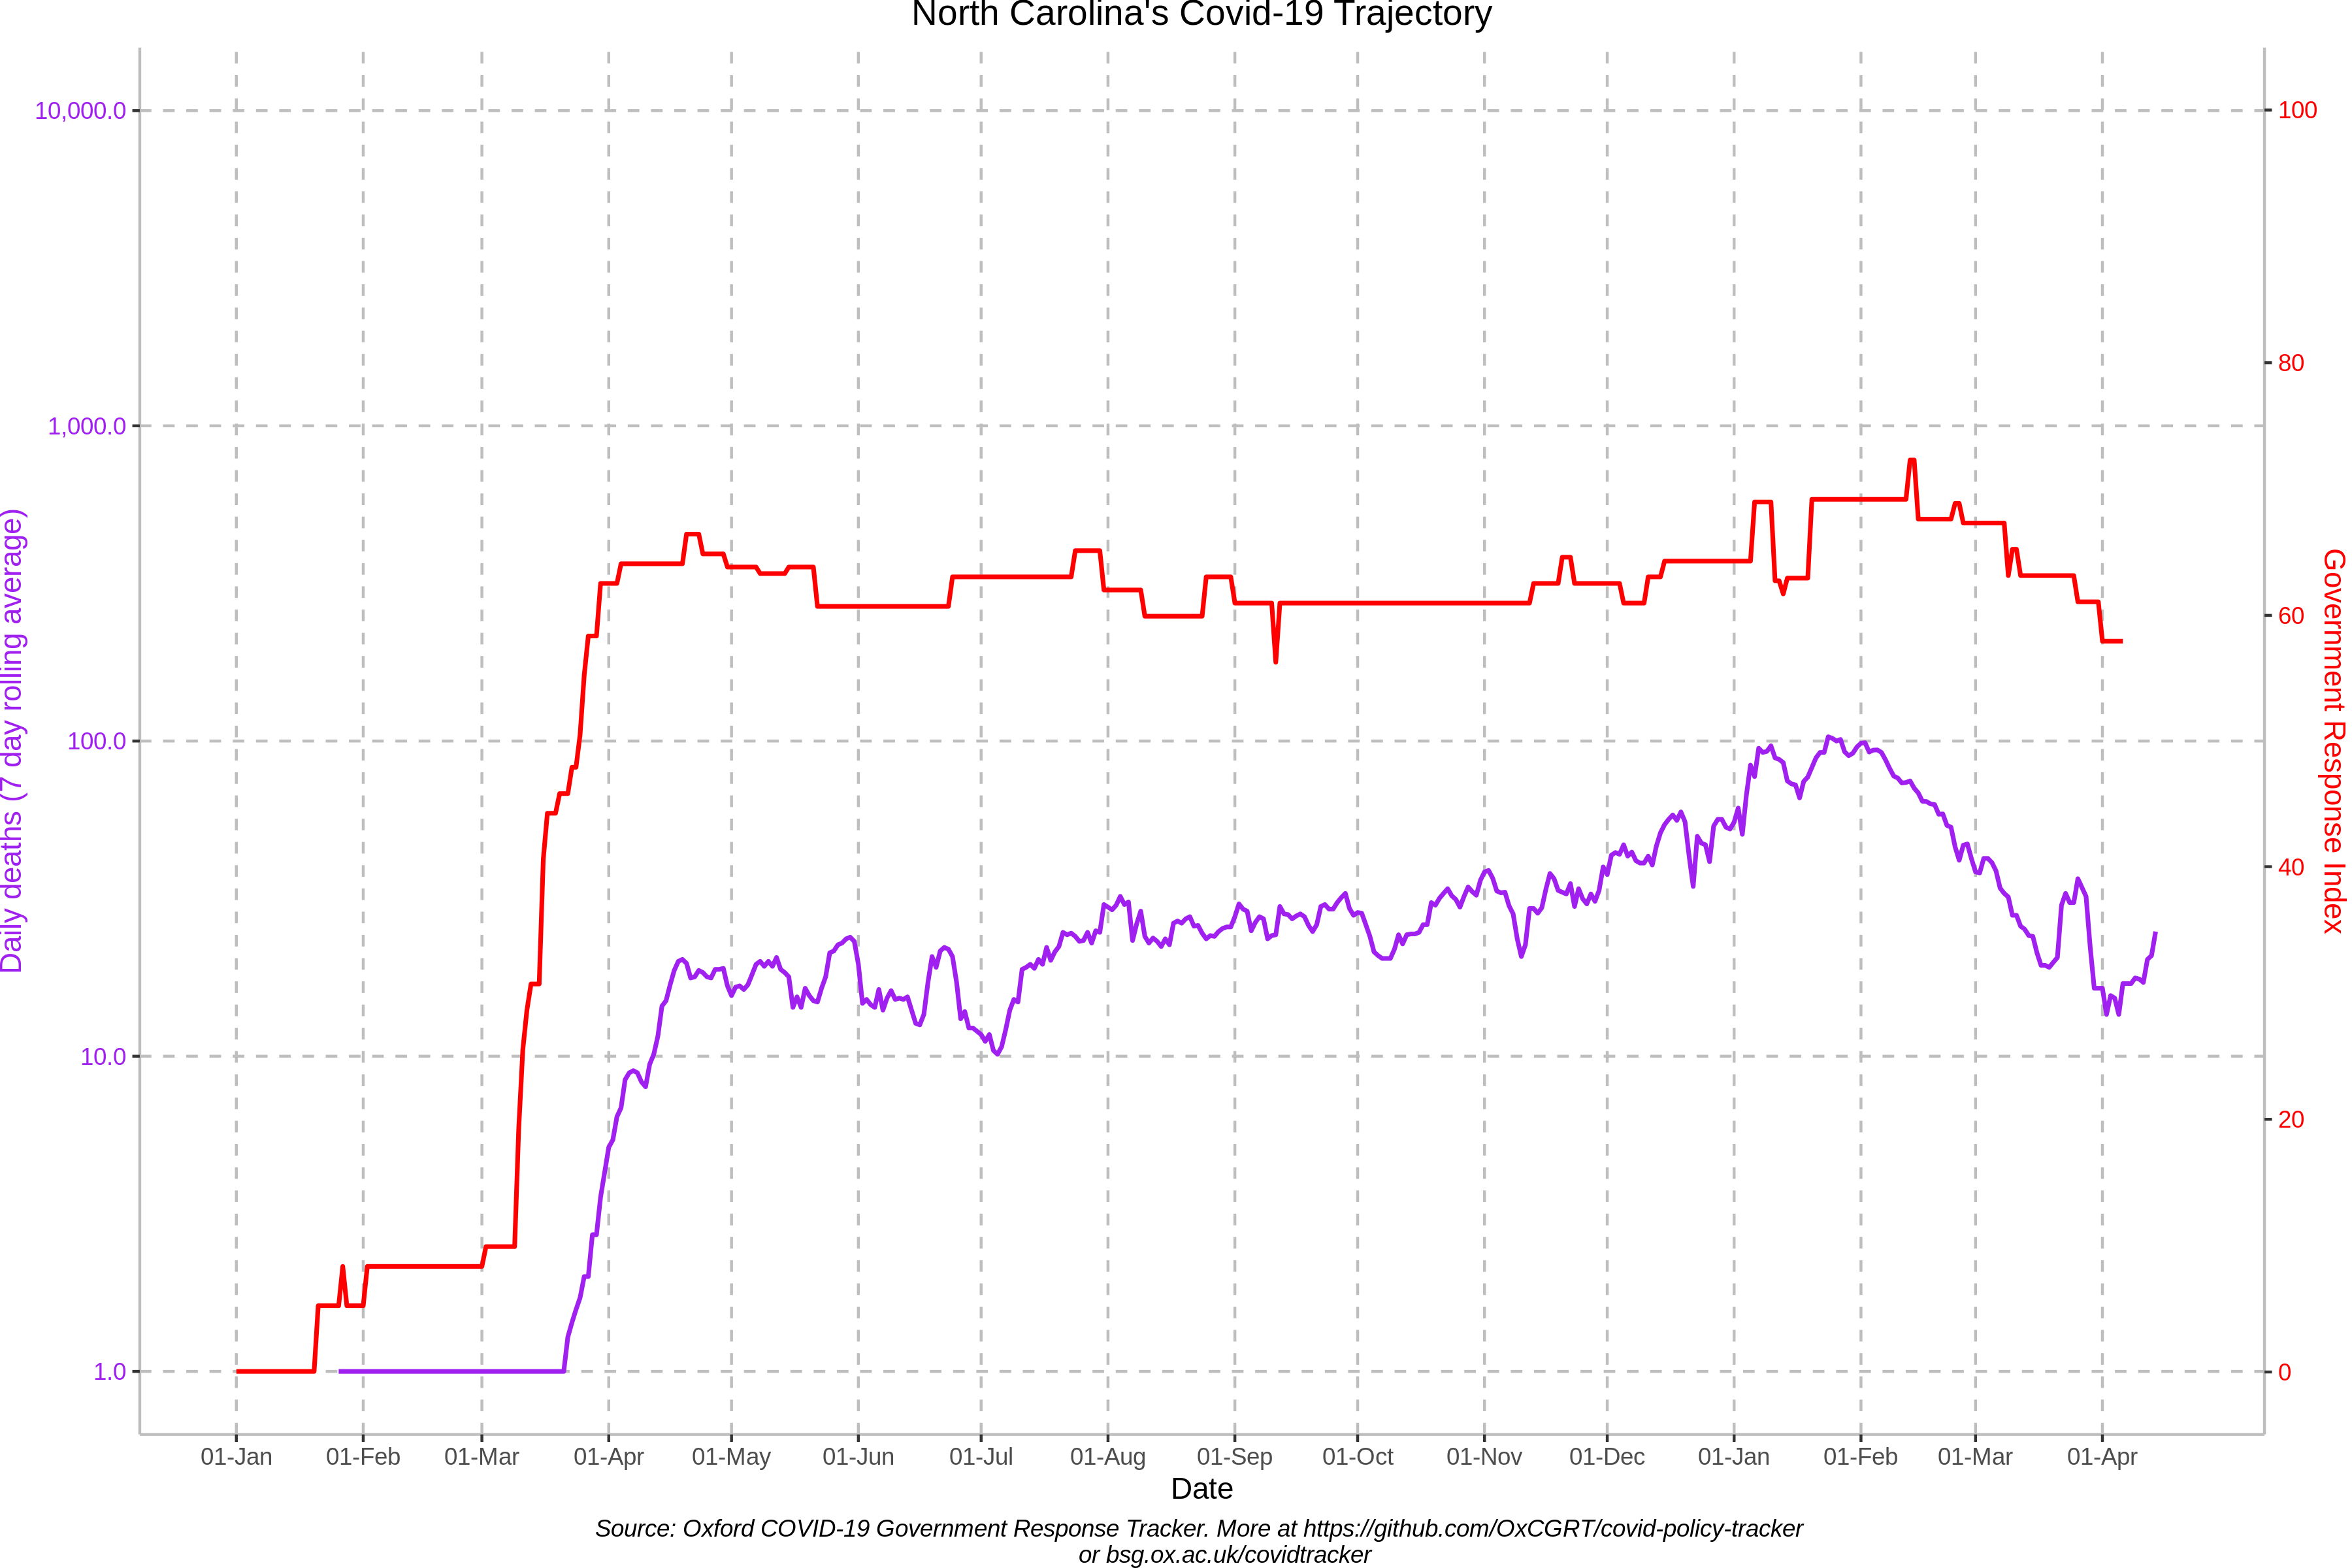 North Carolina's Covid-19 Trajectory
10,000.0
1,000.0
100.0
10.0
1.0
Daily deaths (7 day rolling average)
100
80
60
40
20
0
Government Response Index
01-Jan 01-Feb 01-Mar 01-Apr 01-May 01-Jun 01-Jul 01-Aug 01-Sep 01-Oct 01-Nov 01-Dec 01-Jan 01-Feb 01-Mar 01-Apr
Date
Source: Oxford COVID-19 Government Response Tracker. More at https://github.com/OxCGRT/covid-policy-tracker
or bsg.ox.ac.uk/covidtracker